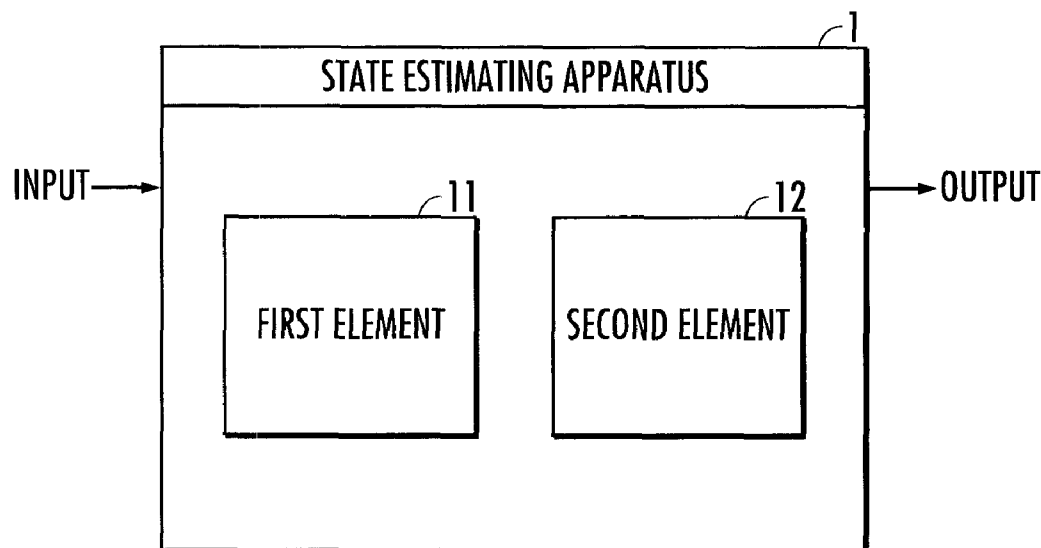 1
STATE ESTIMATING APPARATUS
INPUT
OUTPUT
11
12
FIRST ELEMENT
SECOND ELEMENT